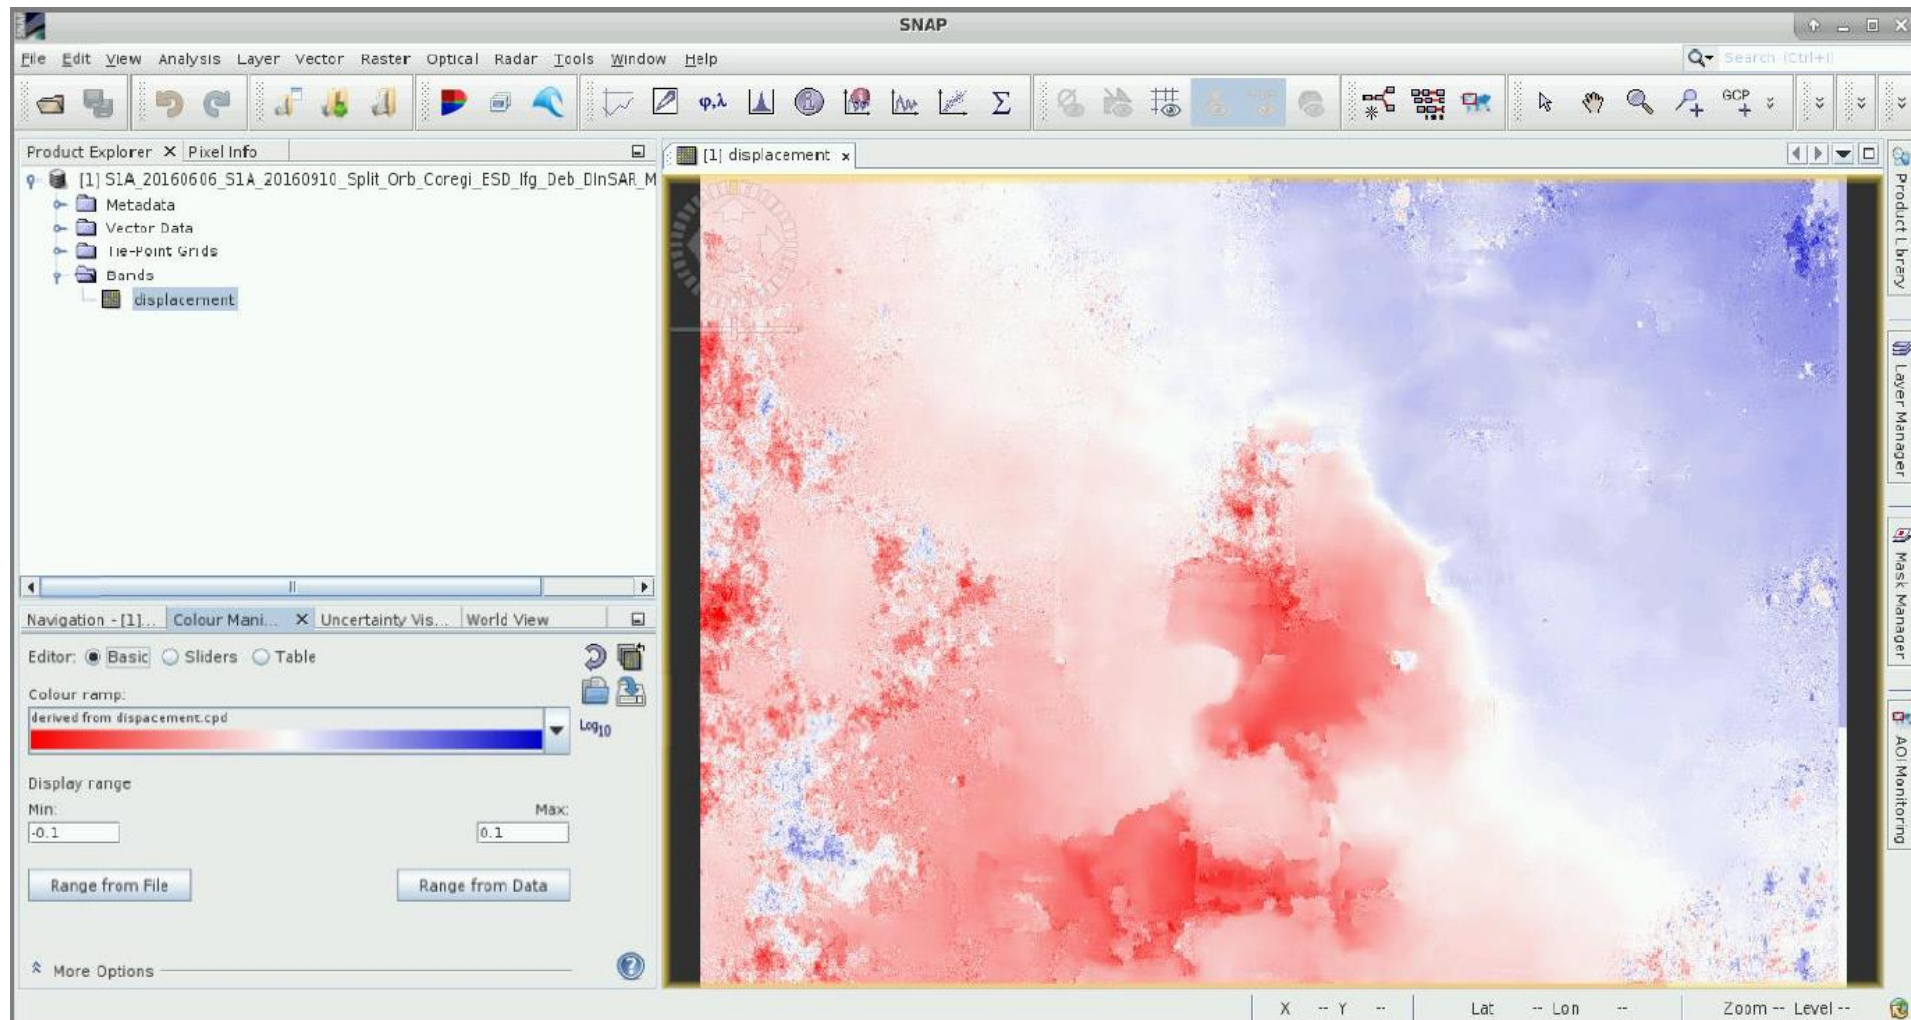 SNAP
File Edit View Analysis Layer Vector Raster Optical Radar Tools Window Help
Search (Ctrl+I)
φ,λ Σ GCP
Product Explorer Pixel Info
[1] S1A_20160606_S1A_20160910_Split_Orb_Coregi_ESD_Ifg_Deb_DInSAR_M
Metadata
Vector Data
Tie-Point Grids
Bands
displacement
[1] displacement
Product Library
Layer Manager
Mask Manager
AOI Monitoring
Navigation - [1]... Colour Mani... Uncertainty Vis... World View
Editor: Basic Sliders Table
Colour ramp:
derived from dispacement.cpd
Log10
Display range
Min: Max:
-0.1 0.1
Range from File Range from Data
More Options
X -- Y -- Lat -- Lon -- Zoom -- Level --